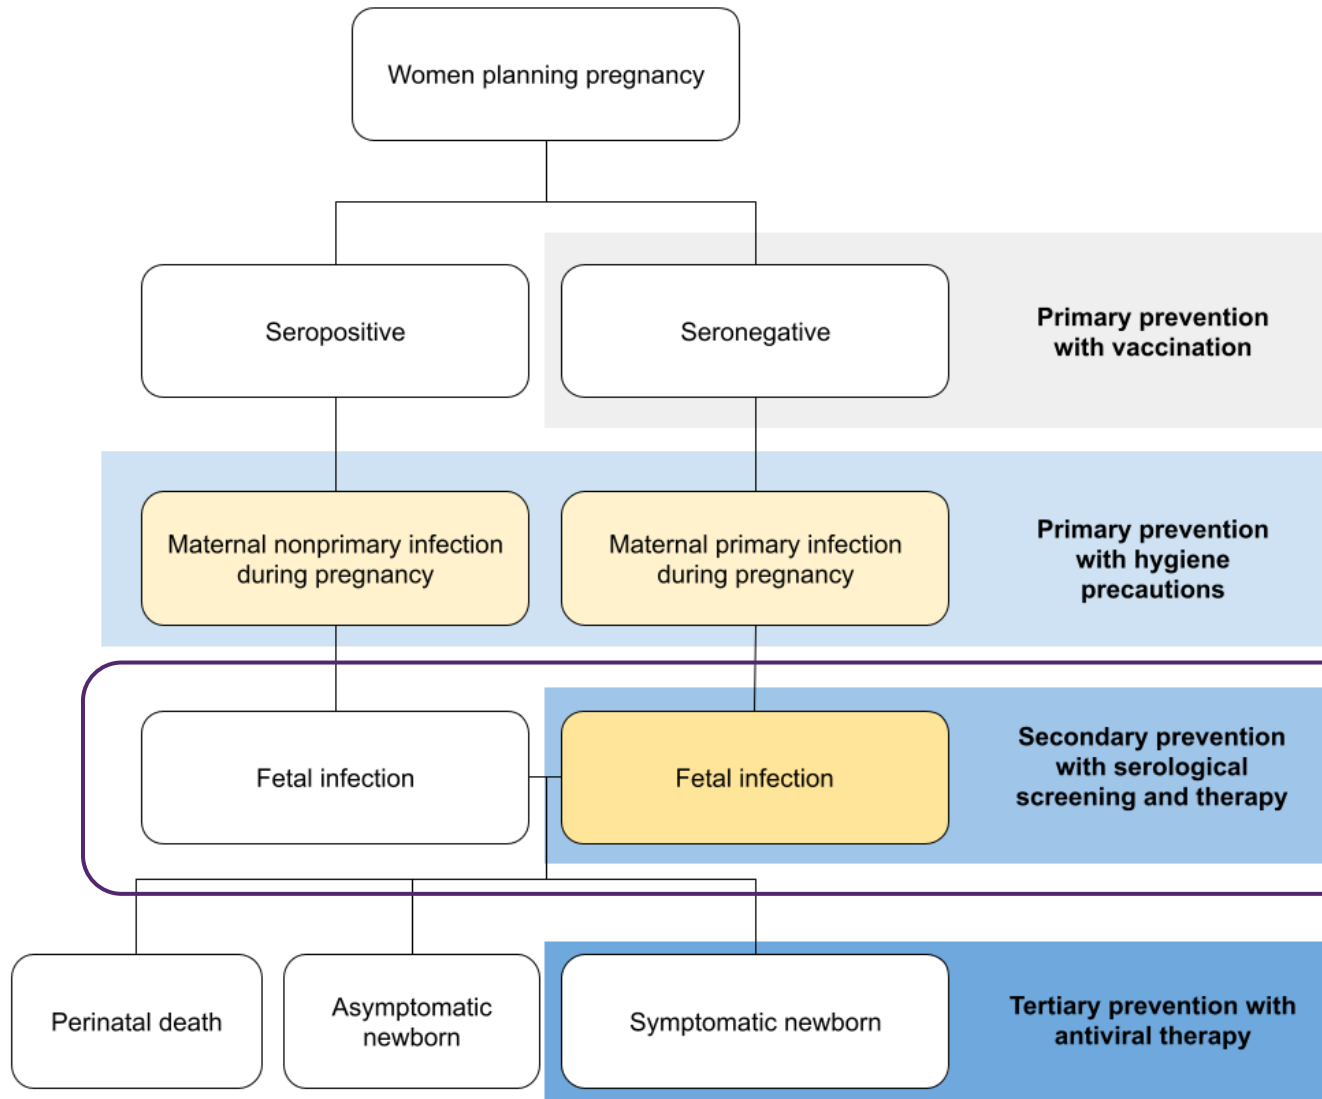 Women planning pregnancy
Seropositive
Seronegative
Primary prevention
with vaccination
Maternal nonprimary infection
during pregnancy
Maternal primary infection
during pregnancy
Primary prevention
with hygiene
precautions
Fetal infection
Fetal infection
Secondary prevention
with serological
screening and therapy
Perinatal death
Asymptomatic
newborn
Symptomatic newborn
Tertiary prevention with
antiviral therapy